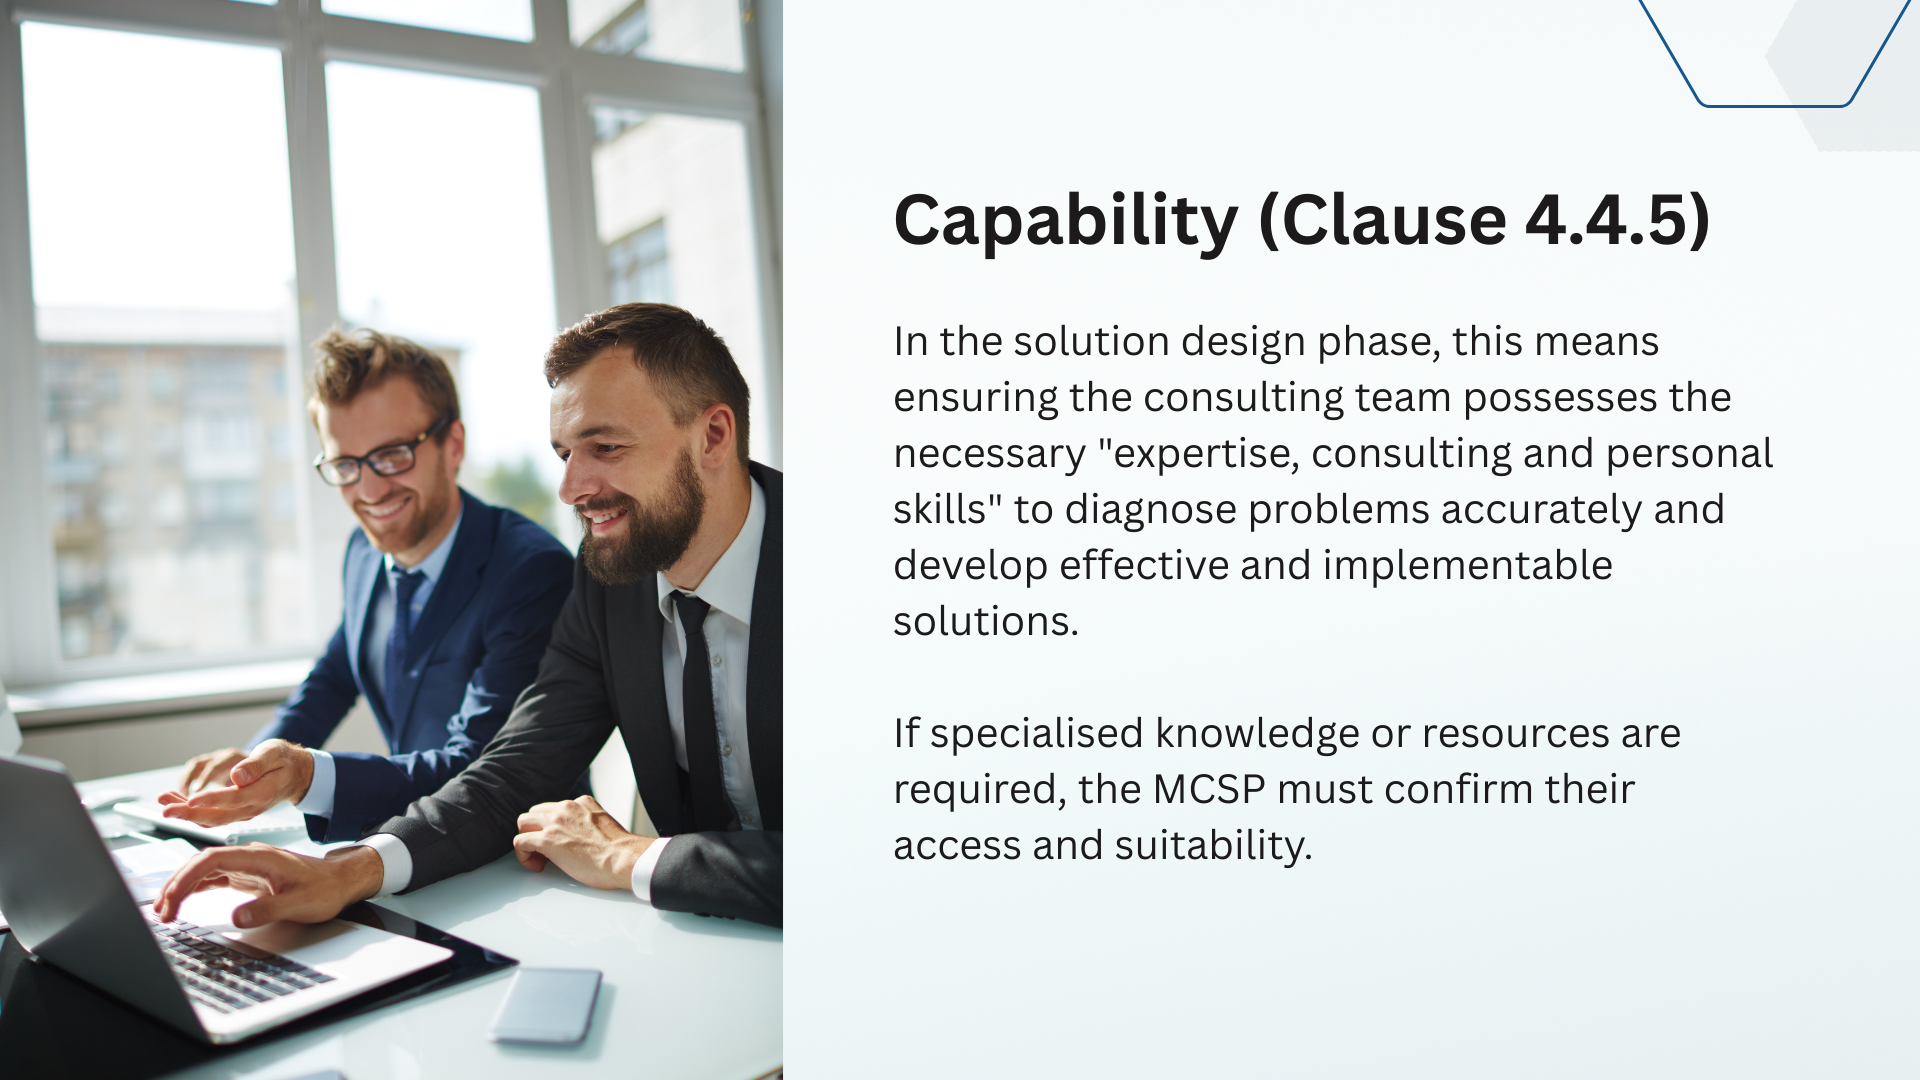 Capability (Clause 4.4.5)
In the solution design phase, this means
ensuring the consulting team possesses the
necessary "expertise, consulting and personal
skills" to diagnose problems accurately and
develop effective and implementable
solutions.
If specialised knowledge or resources are
required, the MCSP must confirm their
access and suitability.